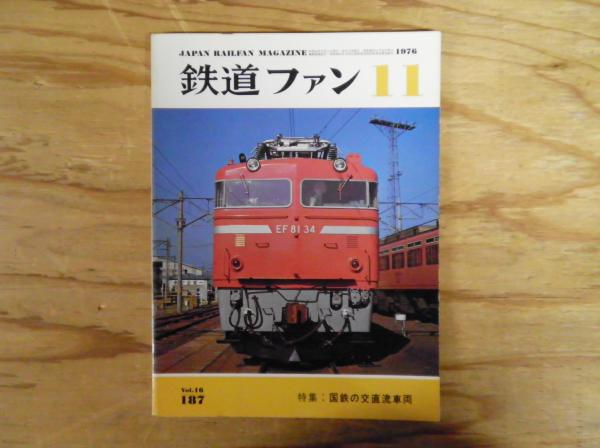 JAPAN RAILFAN MAGAZINE 1976
鉄道ファン 11
EF 81 34
Vol.16
187
特集：国鉄の交直流車両